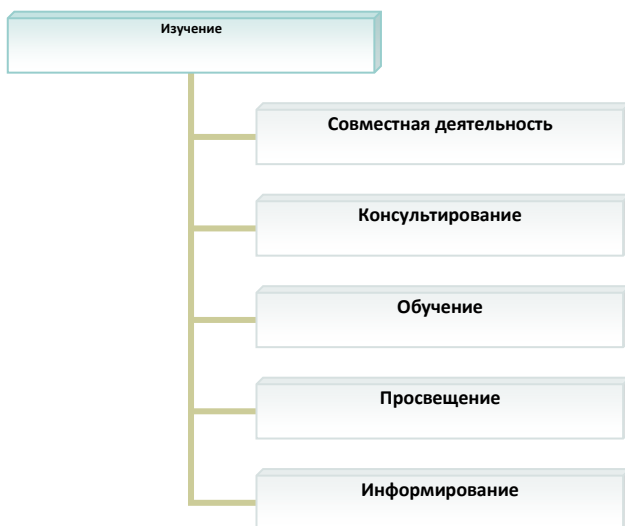 Изучение
Совместная деятельность
Консультирование
Обучение
Просвещение
Информирование